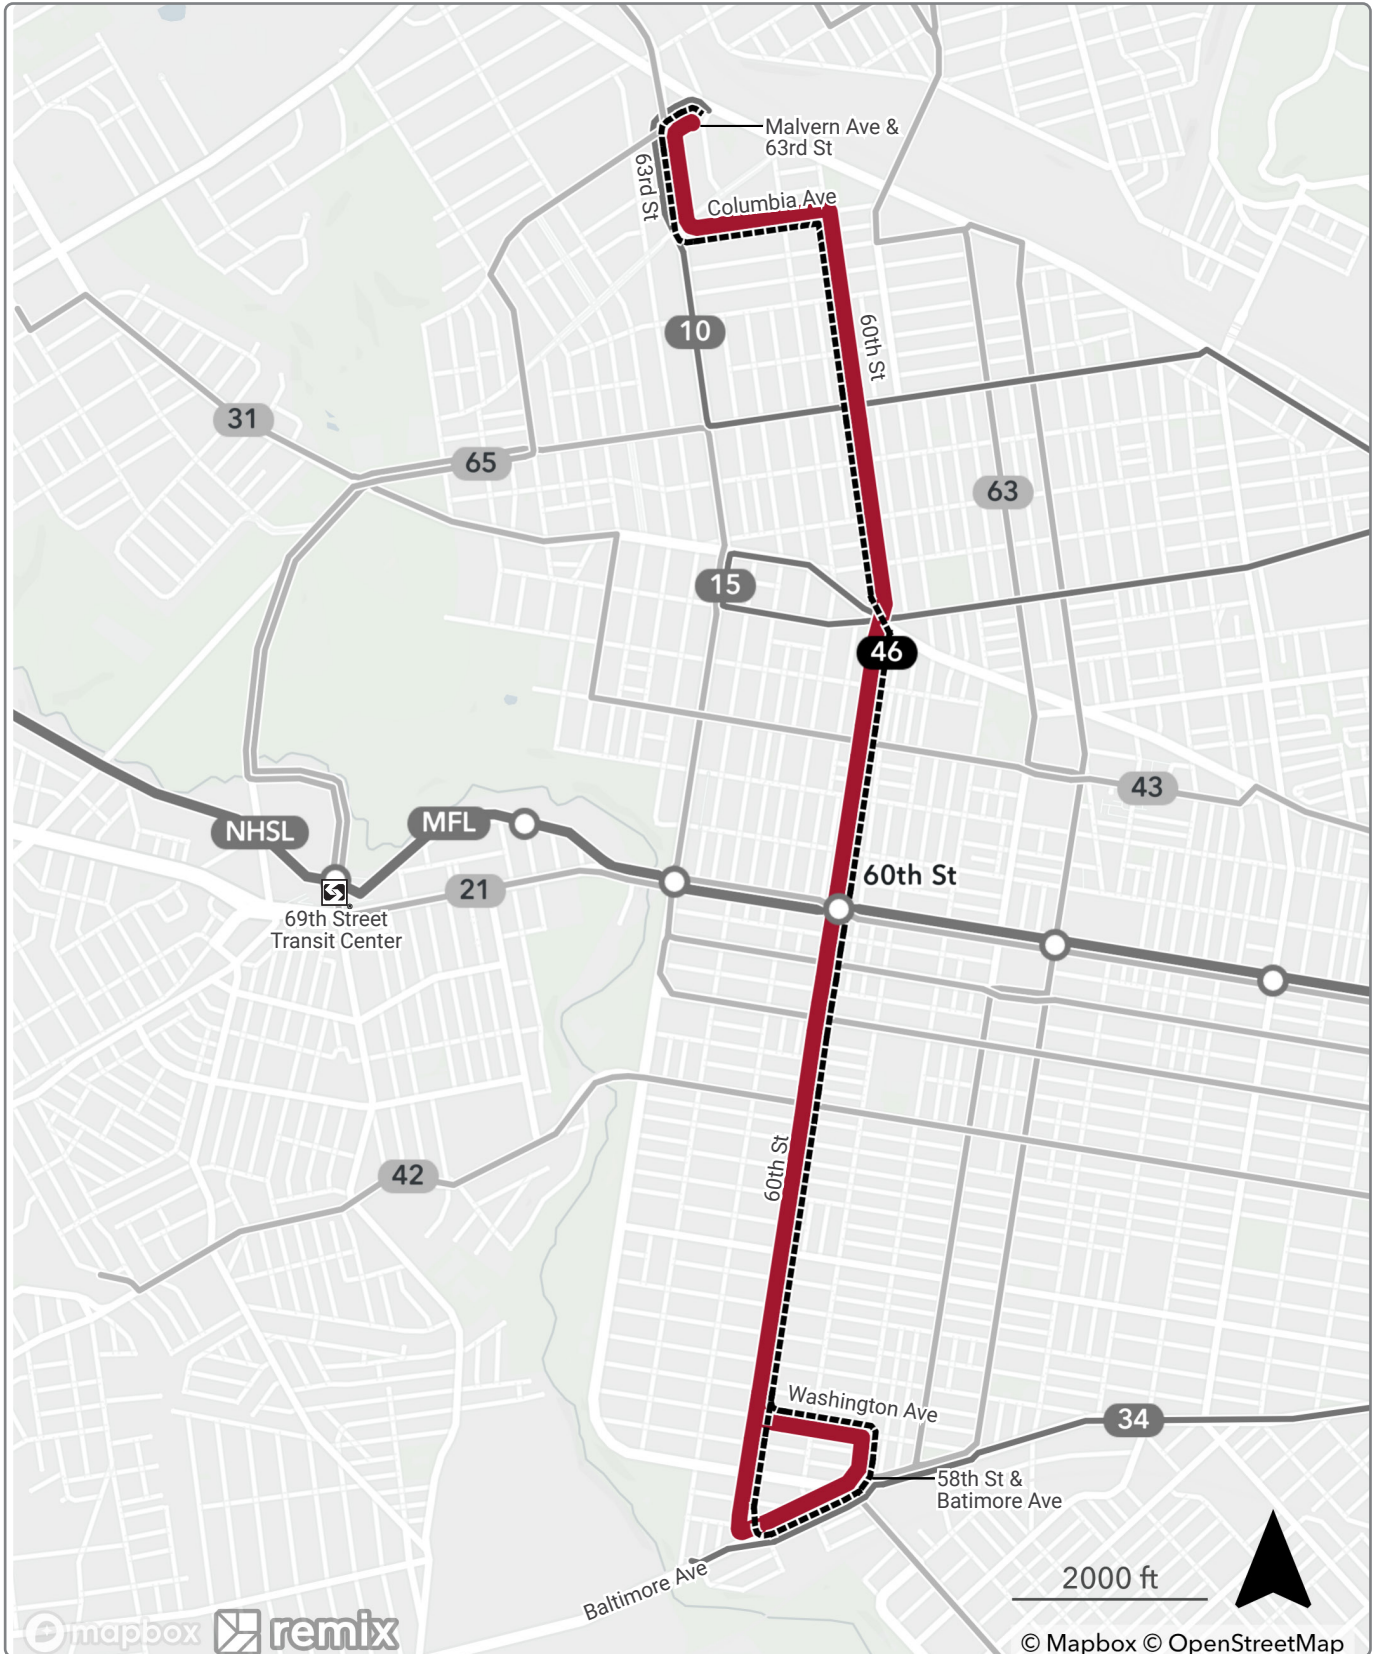 Malvern Ave &
63rd St
63rd St
Columbia Ave
10
60th St
31
65
63
15
46
43
NHSL
MFL
60th St
21
69th Street
Transit Center
60th St
42
Washington Ave
34
58th St &
Batimore Ave
Baltimore Ave
2000 ft
mapbox
remix
© Mapbox © OpenStreetMap